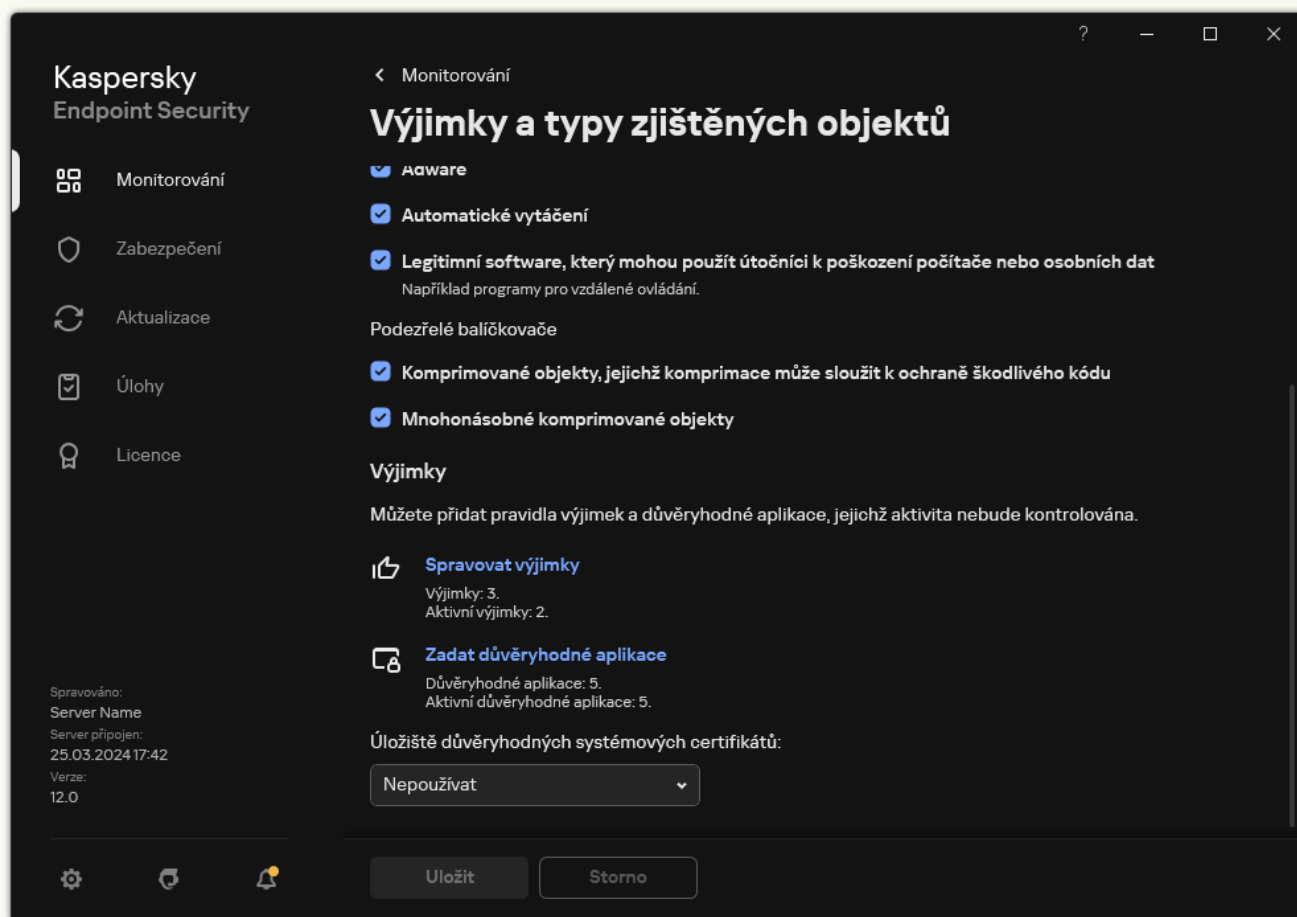 ?
Kaspersky
Endpoint Security
Monitorování
Zabezpečení
Aktualizace
Úlohy
Licence
Spravováno:
Server Name
Server připojen:
25.03.2024 17:42
Verze:
12.0
Monitorování
Výjimky a typy zjištěných objektů
Adware
Automatické vytáčení
Legitimní software, který mohou použít útočníci k poškození počítače nebo osobních dat
Například programy pro vzdálené ovládání.
Podezřelé balíčkovače
Komprimované objekty, jejichž komprimace může sloužit k ochraně škodlivého kódu
Mnohonásobné komprimované objekty
Výjimky
Můžete přidat pravidla výjimek a důvěryhodné aplikace, jejichž aktivita nebude kontrolována.
Spravovat výjimky
Výjimky: 3.
Aktivní výjimky: 2.
Zadat důvěryhodné aplikace
Důvěryhodné aplikace: 5.
Aktivní důvěryhodné aplikace: 5.
Úložiště důvěryhodných systémových certifikátů:
Nepoužívat
Uložit
Storno